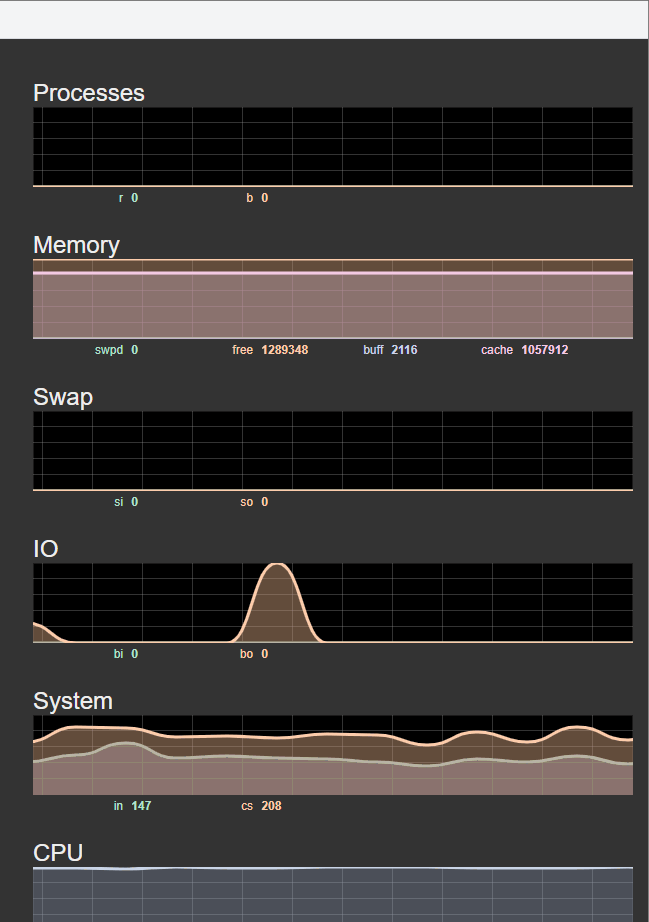 Processes
r 0 b 0
Memory
swpd 0 free 1289348 buff 2116 cache 1057912
Swap
si 0 so 0
IO
bi 0 bo 0
System
in 147 cs 208
CPU